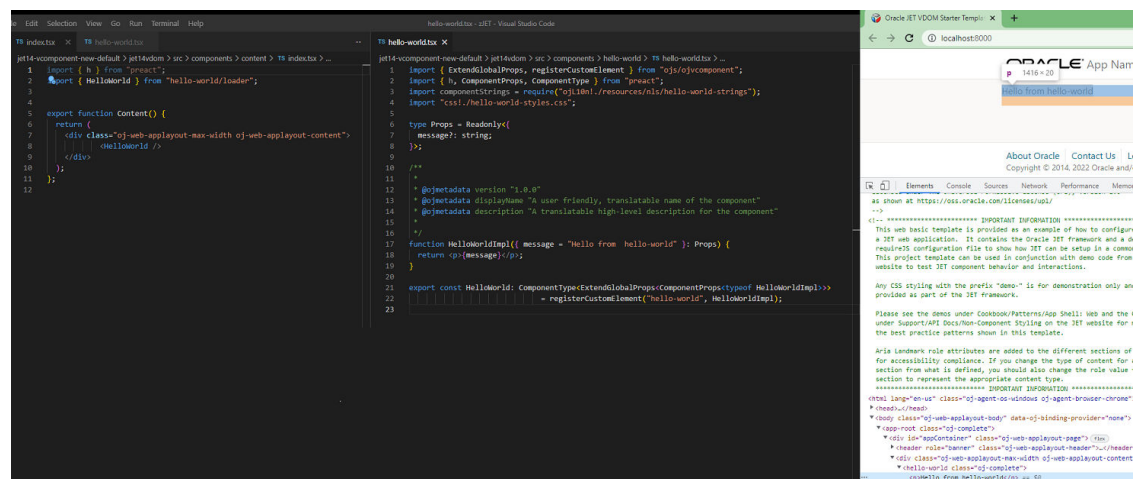 Edit Selection View Go Run Terminal Help
hello-world.tsx - zJET - Visual Studio Code
TS index.tsx × TS hello-world.tsx
jet14-vcomponent-new-default > jet14vdom > src > components > content > TS index.tsx > ...
1 import { h } from "preact";
2 import { HelloWorld } from "hello-world/loader";
3
4
5 export function Content() {
6 return (
7 <div class="oj-web-applayout-max-width oj-web-applayout-content">
8 <HelloWorld />
9 </div>
10 );
11 };
12
TS hello-world.tsx ×
jet14-vcomponent-new-default > jet14vdom > src > components > hello-world > TS hello-world.tsx > ...
1 import { ExtendGlobalProps, registerCustomElement } from "ojs/ojvcomponent";
2 import { h, ComponentProps, ComponentType } from "preact";
3 import componentStrings = require("ojL10n!./resources/nls/hello-world-strings");
4 import "css!./hello-world-styles.css";
5
6 type Props = Readonly<{
7 message?: string;
8 }>;
9
10 /**
11 *
12 * @ojmetadata version "1.0.0"
13 * @ojmetadata displayName "A user friendly, translatable name of the component"
14 * @ojmetadata description "A translatable high-level description for the component"
15 *
16 */
17 function HelloWorldImpl({ message = "Hello from  hello-world" }: Props) {
18 return <p>{message}</p>;
19 }
20
21 export const HelloWorld: ComponentType<ExtendGlobalProps<ComponentProps<typeof HelloWorldImpl>>>
22 = registerCustomElement("hello-world", HelloWorldImpl);
23
Oracle JET VDOM Starter Templa × +
localhost:8000
ORACLE App Nam
p 1416 × 20
Hello from hello-world
About Oracle Contact Us L
Copyright © 2014, 2022 Oracle and/
Elements Console Sources Network Performance Memor
as shown at https://oss.oracle.com/licenses/upl/
-->
<!-- ************************ IMPORTANT INFORMATION ******************
This web basic template is provided as an example of how to configure
a JET web application. It contains the Oracle JET framework and a de
requireJS configuration file to show how JET can be setup in a common
This project template can be used in conjunction with demo code from
website to test JET component behavior and interactions.
Any CSS styling with the prefix "demo-" is for demonstration only and
provided as part of the JET framework.
Please see the demos under Cookbook/Patterns/App Shell: Web and the
under Support/API Docs/Non-Component Styling on the JET website for
the best practice patterns shown in this template.
Aria Landmark role attributes are added to the different sections of
for accessibility compliance. If you change the type of content for
section from what is defined, you should also change the role value
section to represent the appropriate content type.
************************** IMPORTANT INFORMATION ******************
<html lang="en-us" class="oj-agent-os-windows oj-agent-browser-chrome"
<head>…</head>
<body class="oj-web-applayout-body" data-oj-binding-provider="none">
<app-root class="oj-complete">
<div id="appContainer" class="oj-web-applayout-page"> flex
<header role="banner" class="oj-web-applayout-header">…</header
<div class="oj-web-applayout-max-width oj-web-applayout-content
<hello-world class="oj-complete">
<p>Hello from hello-world</p> == $0